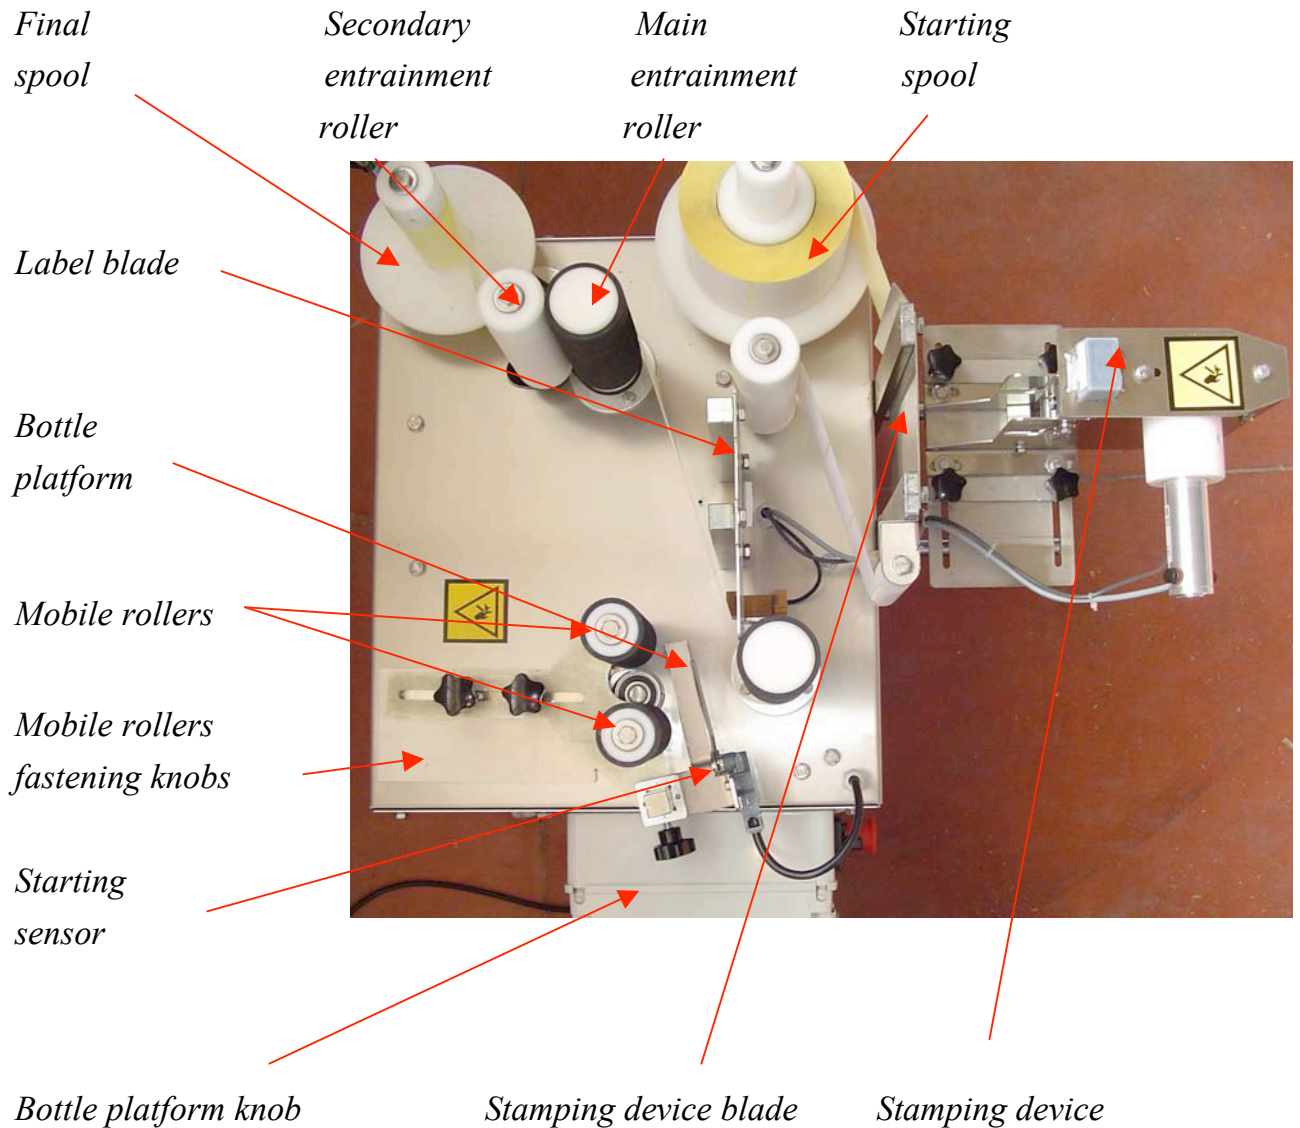 Final
spool
Secondary
entrainment
roller
Main
entrainment
roller
Starting
spool
Label blade
Bottle
platform
Mobile rollers
Mobile rollers
fastening knobs
Starting
sensor
Bottle platform knob
Stamping device blade
Stamping device